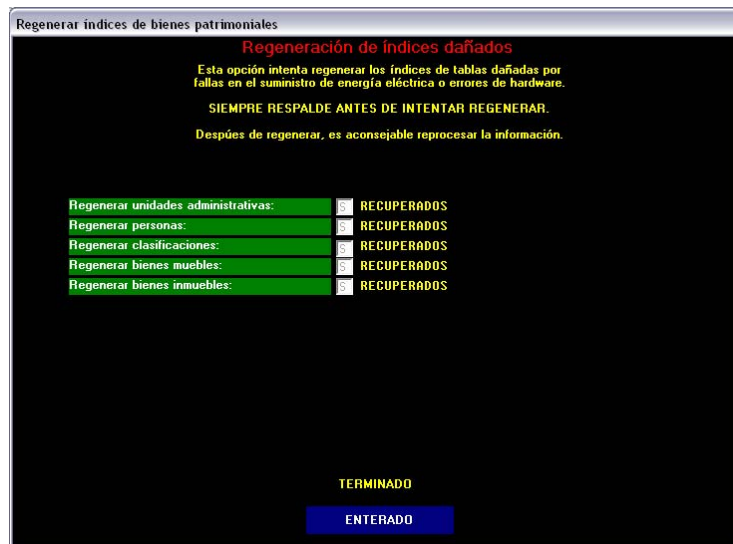 Regenerar índices de bienes patrimoniales
Regeneración de índices dañados
Esta opción intenta regenerar los índices de tablas dañadas por
fallas en el suministro de energía eléctrica o errores de hardware.
SIEMPRE RESPALDE ANTES DE INTENTAR REGENERAR.
Despúes de regenerar, es aconsejable reprocesar la información.
Regenerar unidades administrativas: S RECUPERADOS
Regenerar personas: S RECUPERADOS
Regenerar clasificaciones: S RECUPERADOS
Regenerar bienes muebles: S RECUPERADOS
Regenerar bienes inmuebles: S RECUPERADOS
TERMINADO
ENTERADO